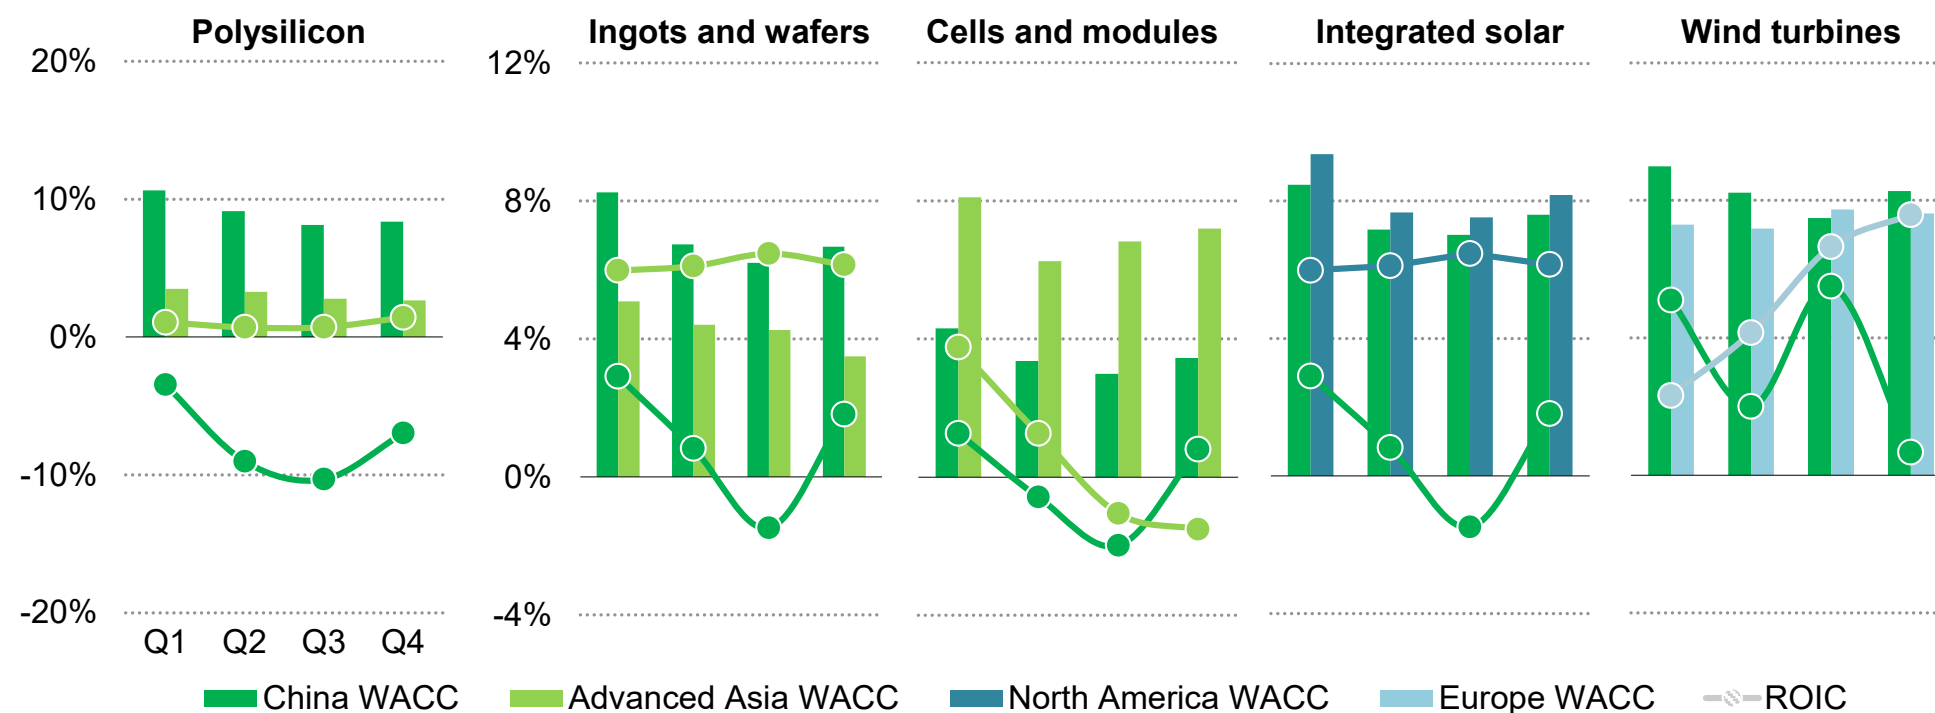 Polysilicon
Ingots and wafers
Cells and modules
Integrated solar
Wind turbines
20%
10%
0%
-10%
-20%
Q1 Q2 Q3 Q4
12%
8%
4%
0%
-4%
China WACC
Advanced Asia WACC
North America WACC
Europe WACC
ROIC